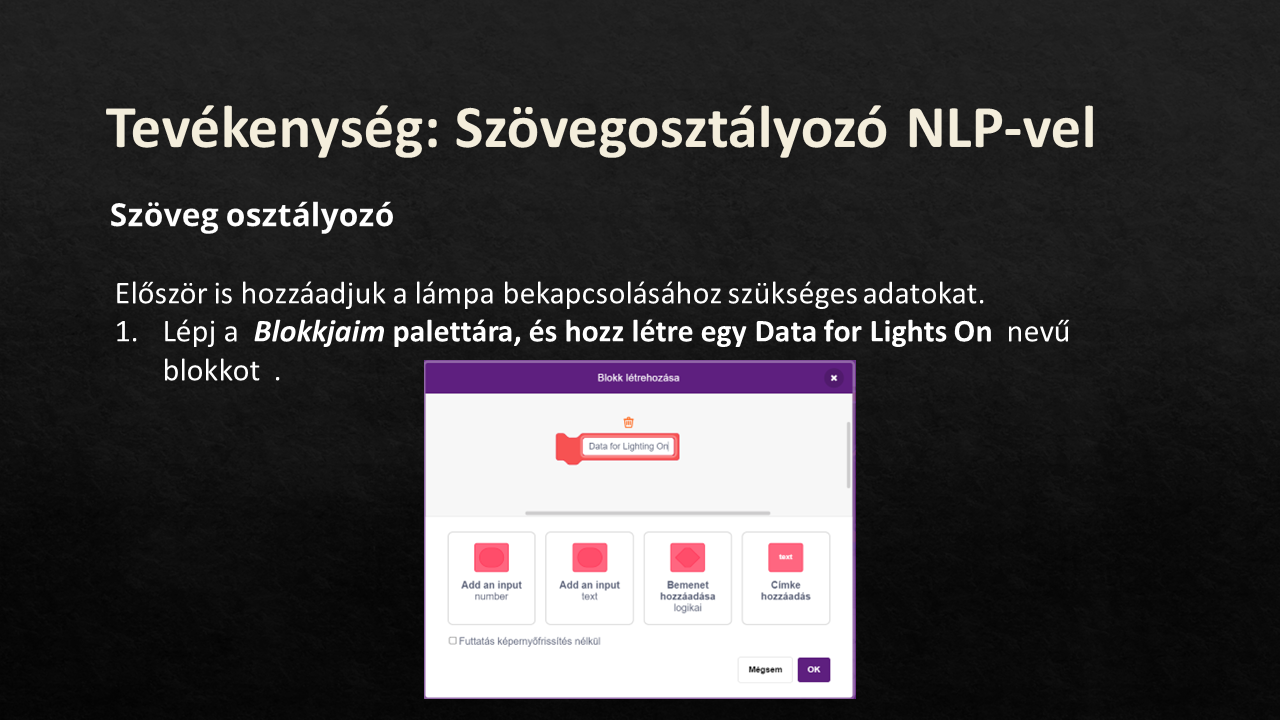 Tevékenység: Szövegosztályozó NLP-vel
Szöveg osztályozó
Először is hozzáadjuk a lámpa bekapcsolásához szükséges adatokat.
1. Lépj a Blokkjaim palettára, és hozz létre egy Data for Lights On nevű
blokkot .
Blokk létrehozása
Data for Lighting On
Add an input
number
Add an input
text
Bemenet
hozzáadása
logikai
text
Címke
hozzáadás
Futtatás képernyőfrissítés nélkül
Mégsem
OK